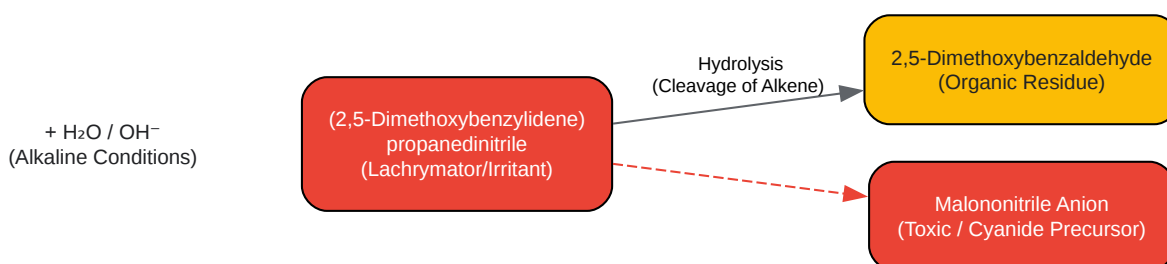 + H₂O / OH⁻
(Alkaline Conditions)
(2,5-Dimethoxybenzylidene)
propanedinitrile
(Lachrymator/Irritant)
Hydrolysis
(Cleavage of Alkene)
2,5-Dimethoxybenzaldehyde
(Organic Residue)
Malononitrile Anion
(Toxic / Cyanide Precursor)